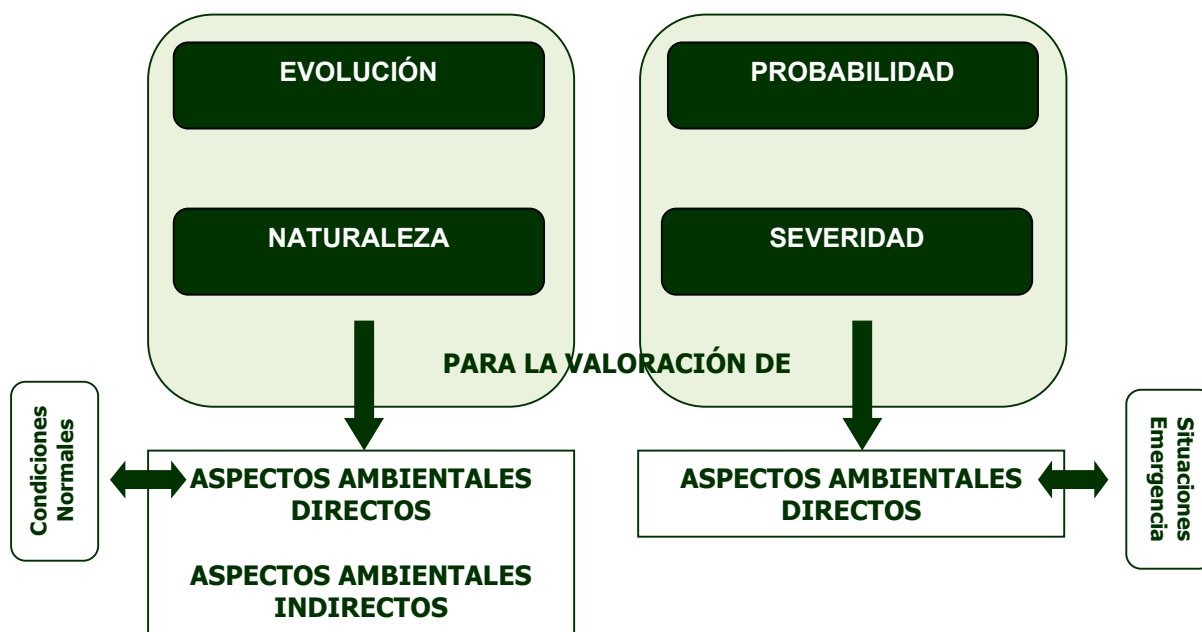 EVOLUCIÓN
NATURALEZA
PROBABILIDAD
SEVERIDAD
PARA LA VALORACIÓN DE
Condiciones
Normales
ASPECTOS AMBIENTALES
DIRECTOS
ASPECTOS AMBIENTALES
INDIRECTOS
ASPECTOS AMBIENTALES
DIRECTOS
Situaciones
Emergencia